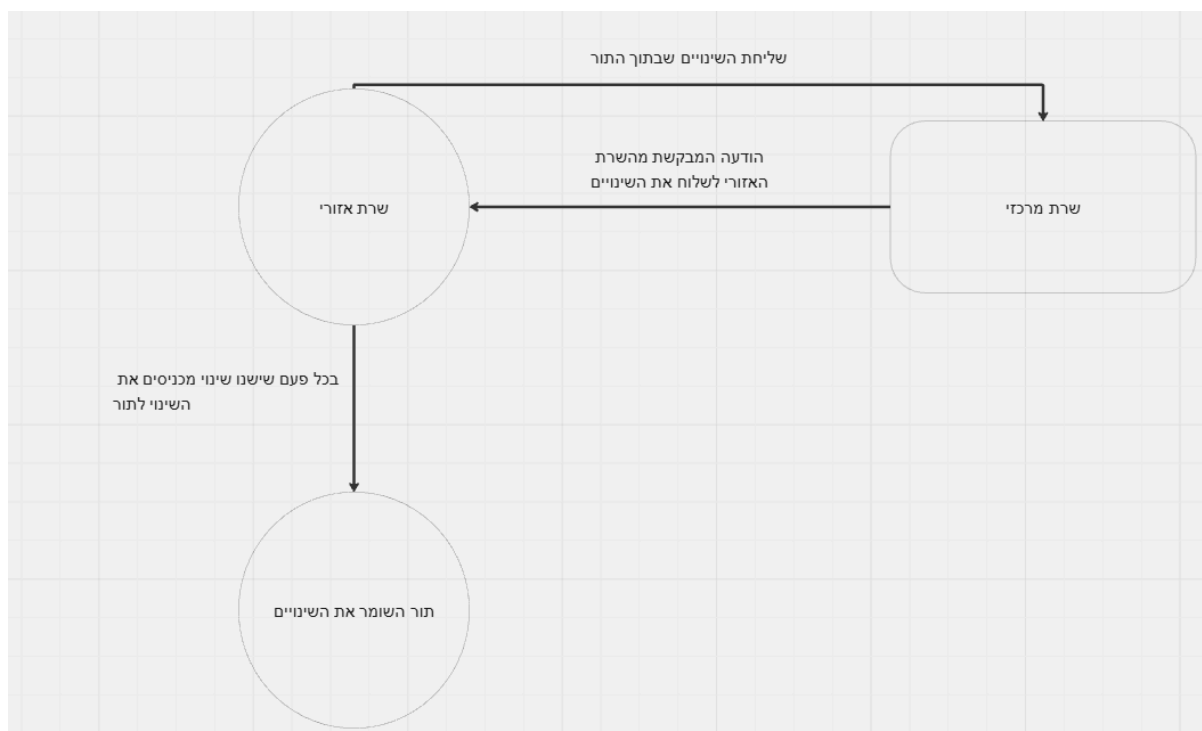 שליחת השינויים שבתוך התור
הודעה המבקשת מהשרת
האזורי לשלוח את השינויים
שרת מרכזי
שרת אזורי
בכל פעם שישנו שינוי מכניסים את
השינוי לתור
תור השומר את השינויים